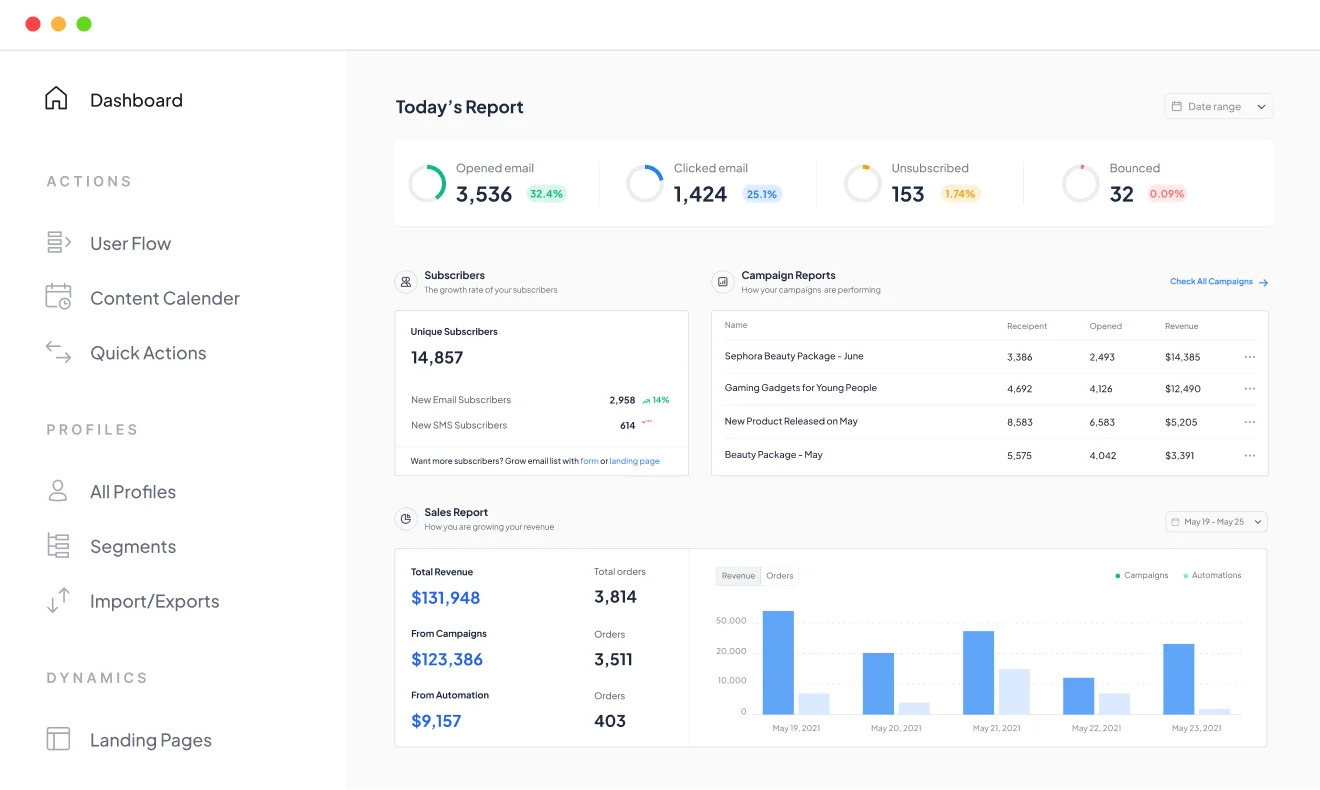 Dashboard
ACTIONS
User Flow
Content Calender
Quick Actions
PROFILES
All Profiles
Segments
Import/Exports
DYNAMICS
Landing Pages
Today's Report
Date range
Opened email
3,536 32.4%
Clicked email
1,424 25.1%
Unsubscribed
153 1.74%
Bounced
32 0.09%
Subscribers
The growth rate of your subscribers
Unique Subscribers
14,857
New Email Subscribers 2,958 14%
New SMS Subscribers 614
Want more subscribers? Grow email list with form or landing page
Campaign Reports
How your campaigns are performing
Check All Campaigns
Name Receipent Opened Revenue
Sephora Beauty Package - June 3,386 2,493 $14,385
Gaming Gadgets for Young People 4,692 4,126 $12,490
New Product Released on May 8,583 6,583 $5,205
Beauty Package - May 5,575 4,042 $3,391
Sales Report
How you are growing your revenue
May 19 - May 25
Total Revenue Total orders
$131,948 3,814
From Campaigns Orders
$123,386 3,511
From Automation Orders
$9,157 403
Revenue Orders
Campaigns Automations
50,000
20,000
10,000
0
May 19, 2021 May 20, 2021 May 21, 2021 May 22, 2021 May 23, 2021